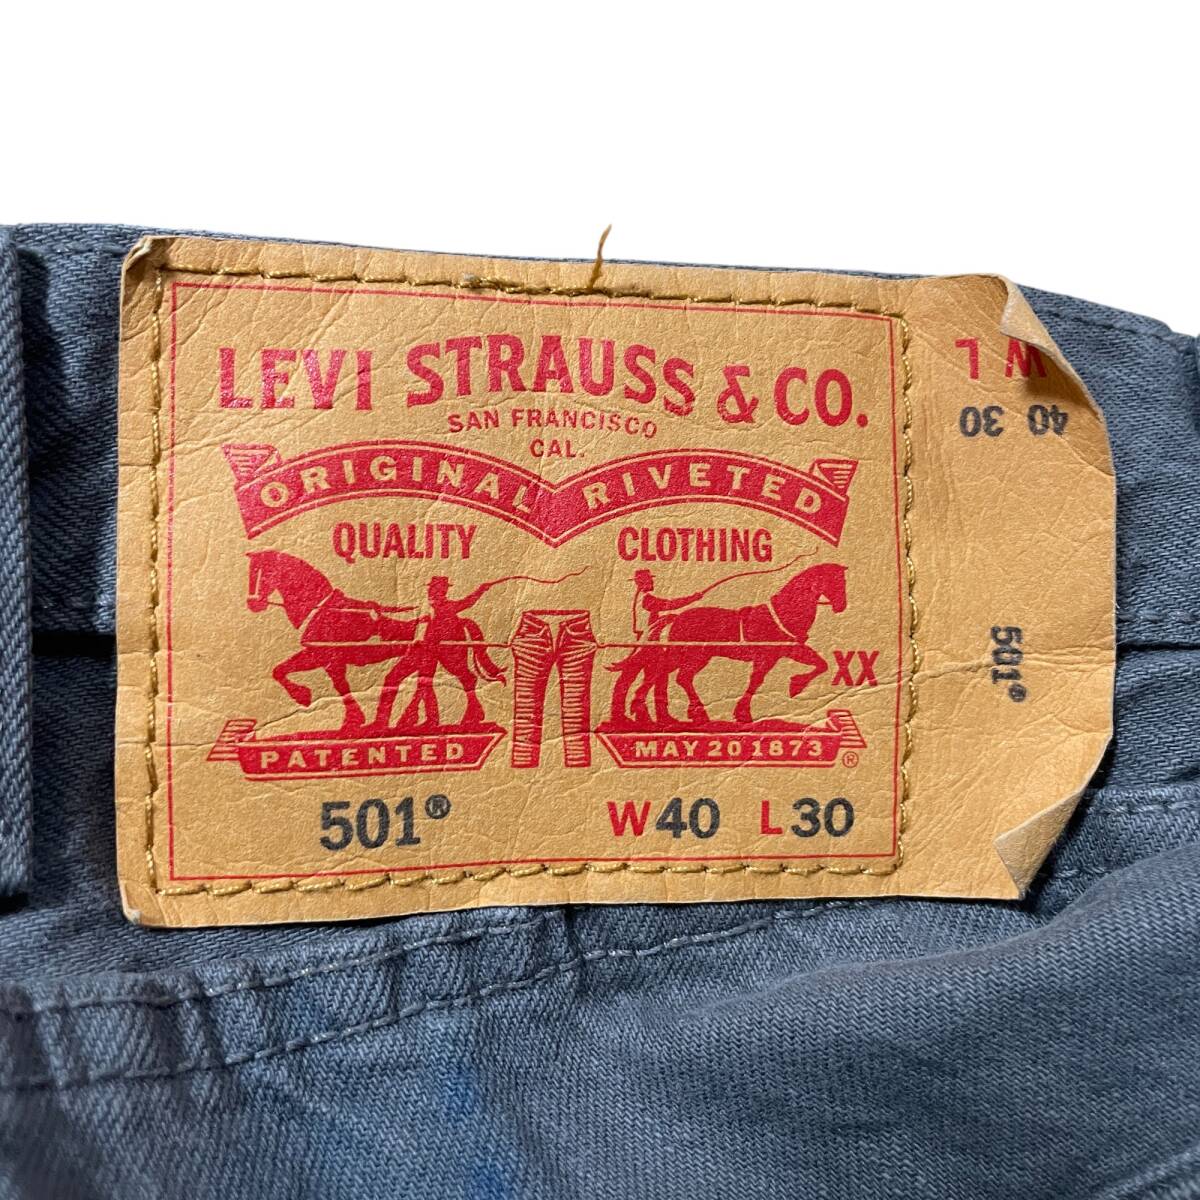 LEVI STRAUSS & CO.
SAN FRANCISCO
CAL.
ORIGINAL RIVETED
QUALITY CLOTHING
XX
PATENTED MAY 20 1873 ®
501® W40 L30
W L
40 30
501®